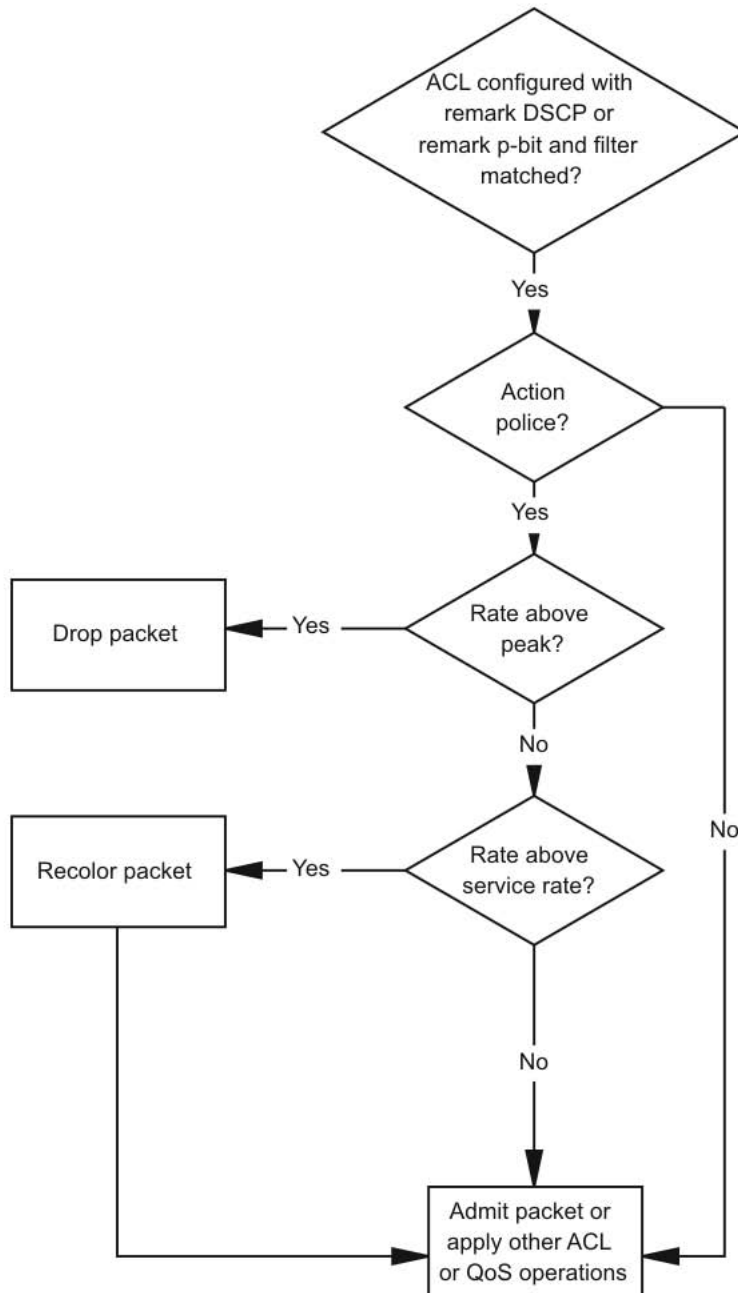 ACL configured with
remark DSCP or
remark p-bit and filter
matched?
Yes
Action
police?
Yes
Rate above
peak?
Yes
Drop packet
No
Rate above
service rate?
Yes
Recolor packet
No
No
Admit packet or
apply other ACL
or QoS operations